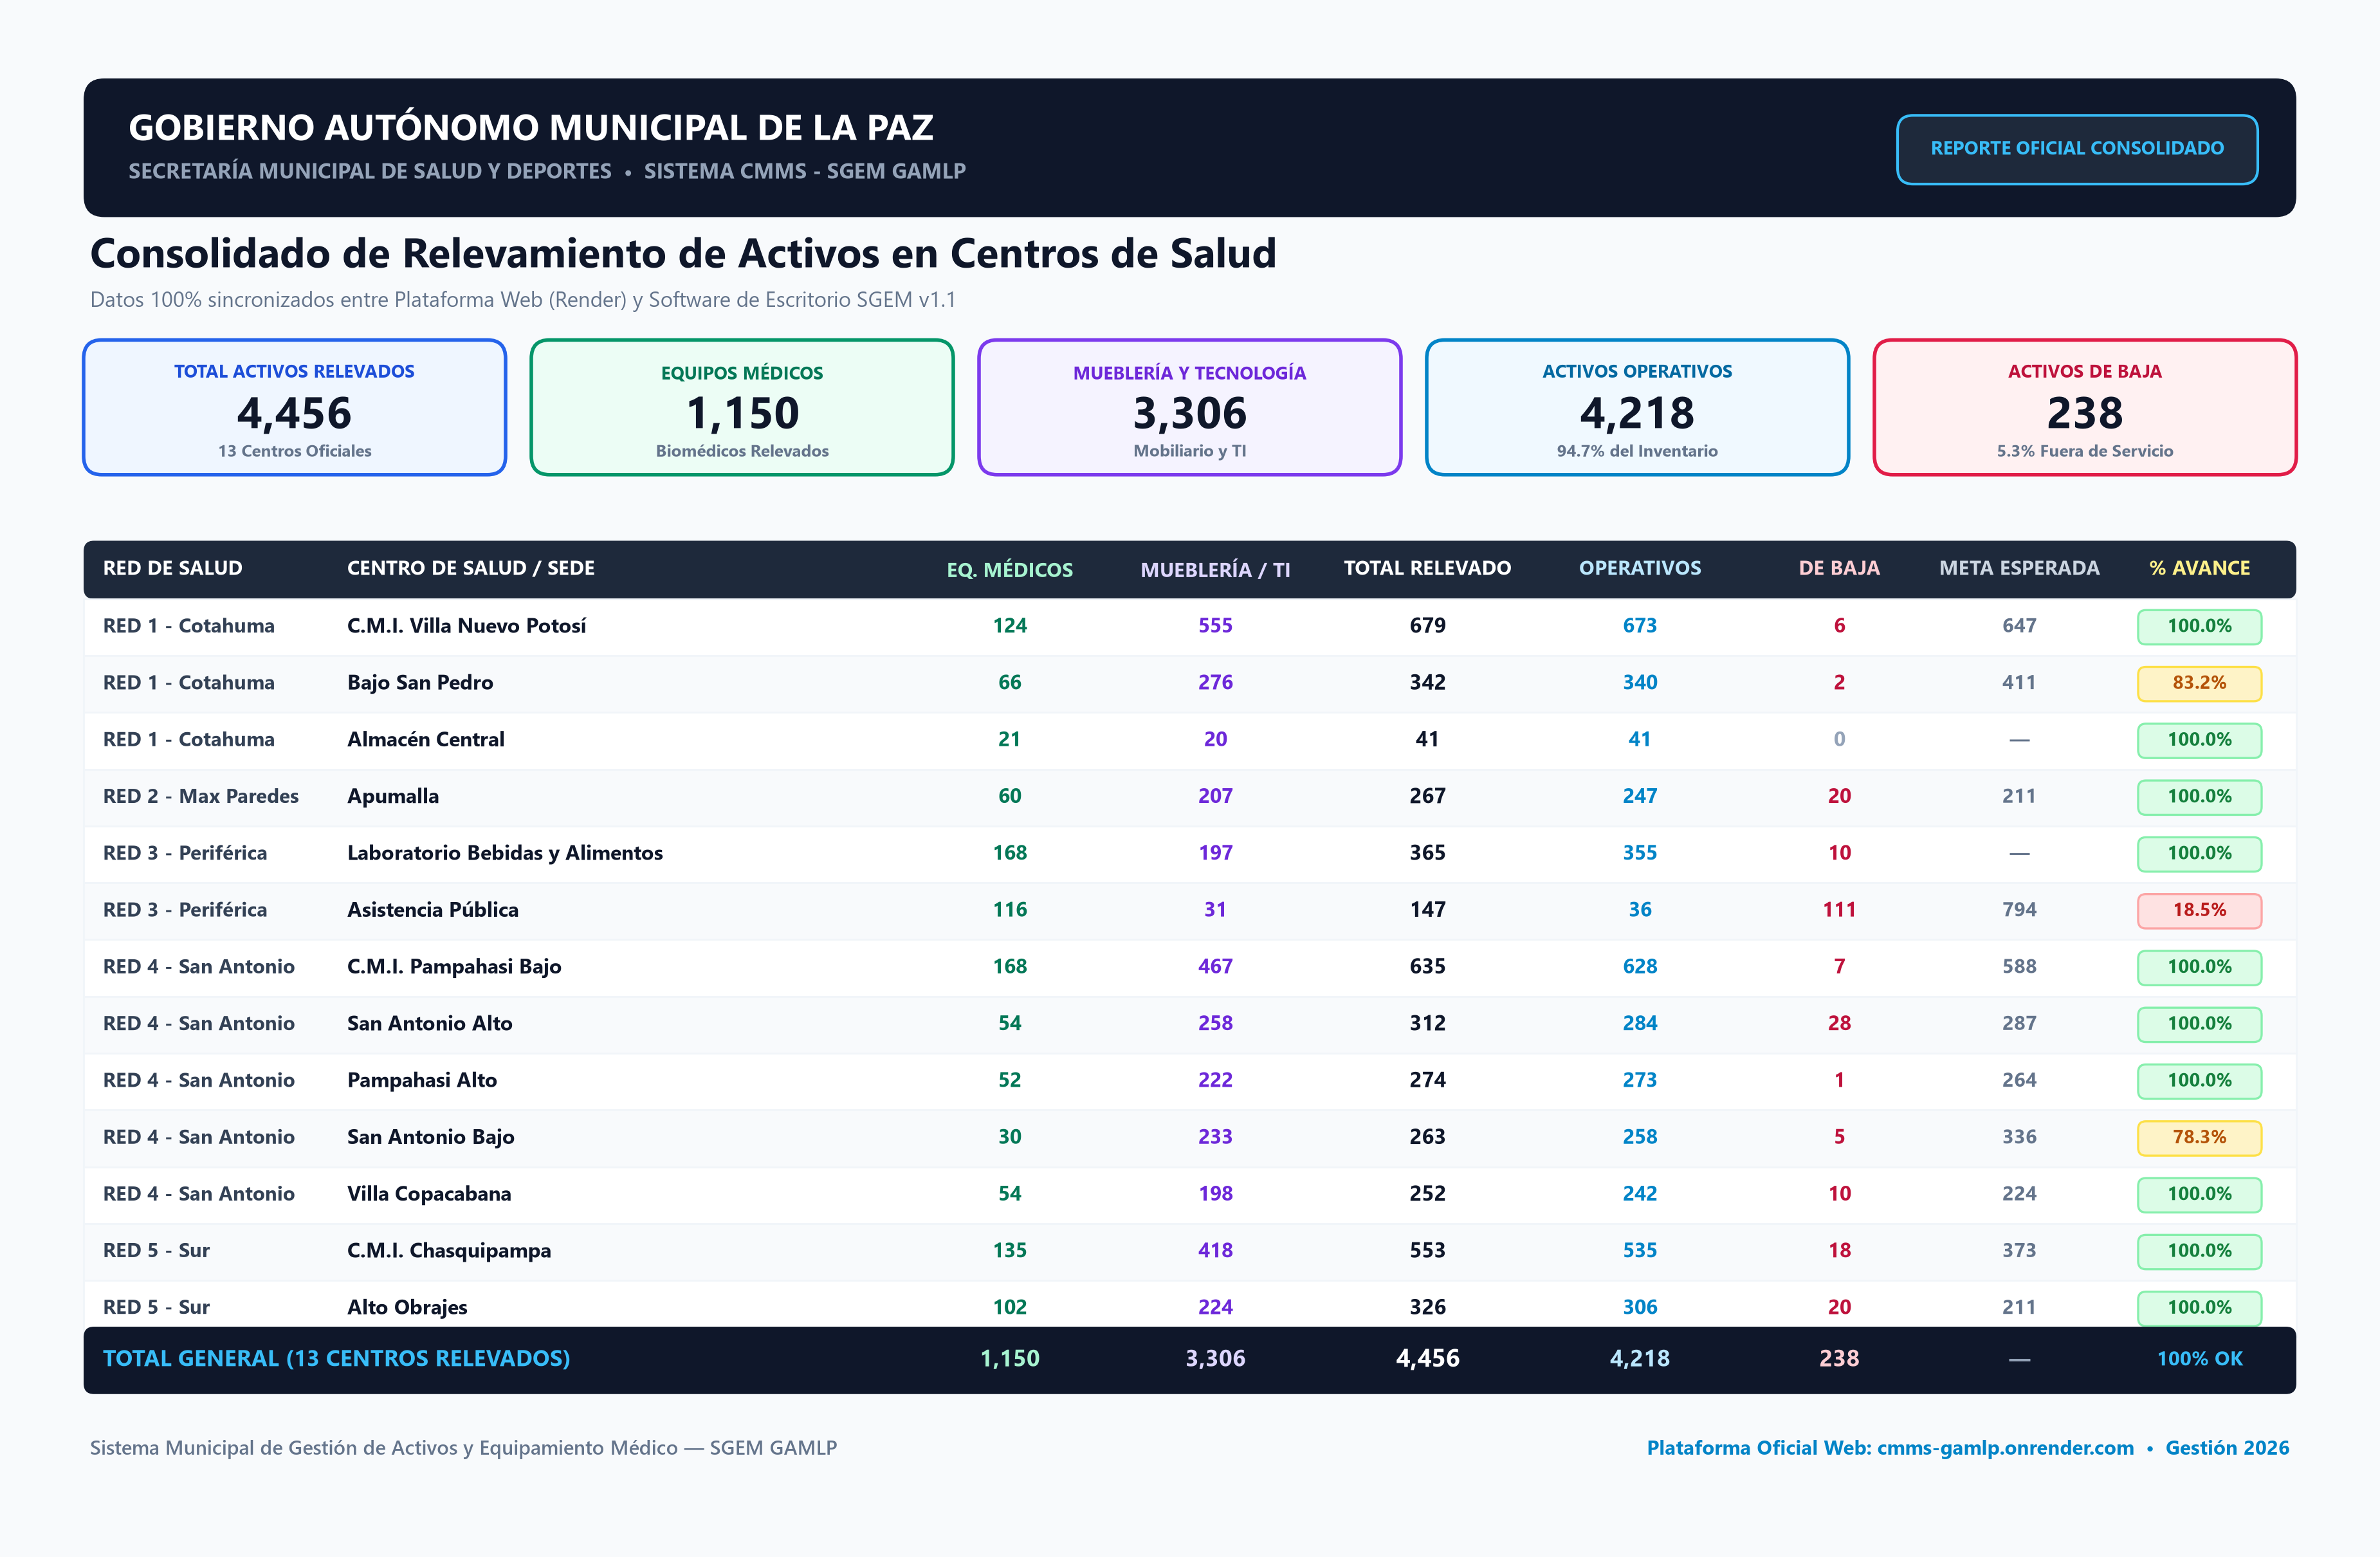 GOBIERNO AUTÓNOMO MUNICIPAL DE LA PAZ
SECRETARÍA MUNICIPAL DE SALUD Y DEPORTES • SISTEMA CMMS - SGEM GAMLP
REPORTE OFICIAL CONSOLIDADO
Consolidado de Relevamiento de Activos en Centros de Salud
Datos 100% sincronizados entre Plataforma Web (Render) y Software de Escritorio SGEM v1.1
TOTAL ACTIVOS RELEVADOS
4,456
13 Centros Oficiales
EQUIPOS MÉDICOS
1,150
Biomédicos Relevados
MUEBLERÍA Y TECNOLOGÍA
3,306
Mobiliario y TI
ACTIVOS OPERATIVOS
4,218
94.7% del Inventario
ACTIVOS DE BAJA
238
5.3% Fuera de Servicio
RED DE SALUD CENTRO DE SALUD / SEDE EQ. MÉDICOS MUEBLERÍA / TI TOTAL RELEVADO OPERATIVOS DE BAJA META ESPERADA % AVANCE
RED 1 - Cotahuma C.M.I. Villa Nuevo Potosí 124 555 679 673 6 647 100.0%
RED 1 - Cotahuma Bajo San Pedro 66 276 342 340 2 411 83.2%
RED 1 - Cotahuma Almacén Central 21 20 41 41 0 — 100.0%
RED 2 - Max Paredes Apumalla 60 207 267 247 20 211 100.0%
RED 3 - Periférica Laboratorio Bebidas y Alimentos 168 197 365 355 10 — 100.0%
RED 3 - Periférica Asistencia Pública 116 31 147 36 111 794 18.5%
RED 4 - San Antonio C.M.I. Pampahasi Bajo 168 467 635 628 7 588 100.0%
RED 4 - San Antonio San Antonio Alto 54 258 312 284 28 287 100.0%
RED 4 - San Antonio Pampahasi Alto 52 222 274 273 1 264 100.0%
RED 4 - San Antonio San Antonio Bajo 30 233 263 258 5 336 78.3%
RED 4 - San Antonio Villa Copacabana 54 198 252 242 10 224 100.0%
RED 5 - Sur C.M.I. Chasquipampa 135 418 553 535 18 373 100.0%
RED 5 - Sur Alto Obrajes 102 224 326 306 20 211 100.0%
TOTAL GENERAL (13 CENTROS RELEVADOS) 1,150 3,306 4,456 4,218 238 — 100% OK
Sistema Municipal de Gestión de Activos y Equipamiento Médico — SGEM GAMLP
Plataforma Oficial Web: cmms-gamlp.onrender.com • Gestión 2026